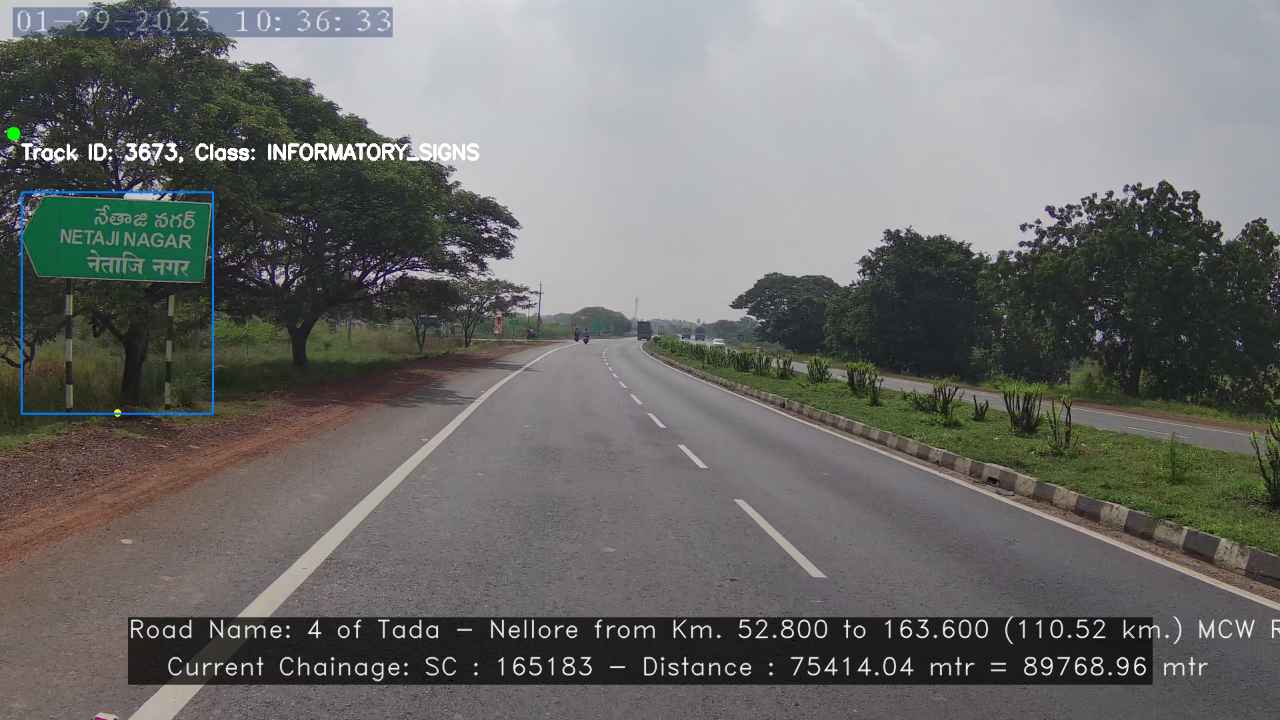 01-29-2025 10:36:33
Track ID: 3673, Class: INFORMATORY_SIGNS
నేతాజి నగర్
NETAJI NAGAR
नेताजि नगर
Road Name: 4 of Tada - Nellore from Km. 52.800 to 163.600 (110.52 km.) MCW R
Current Chainage: SC : 165183 - Distance : 75414.04 mtr = 89768.96 mtr